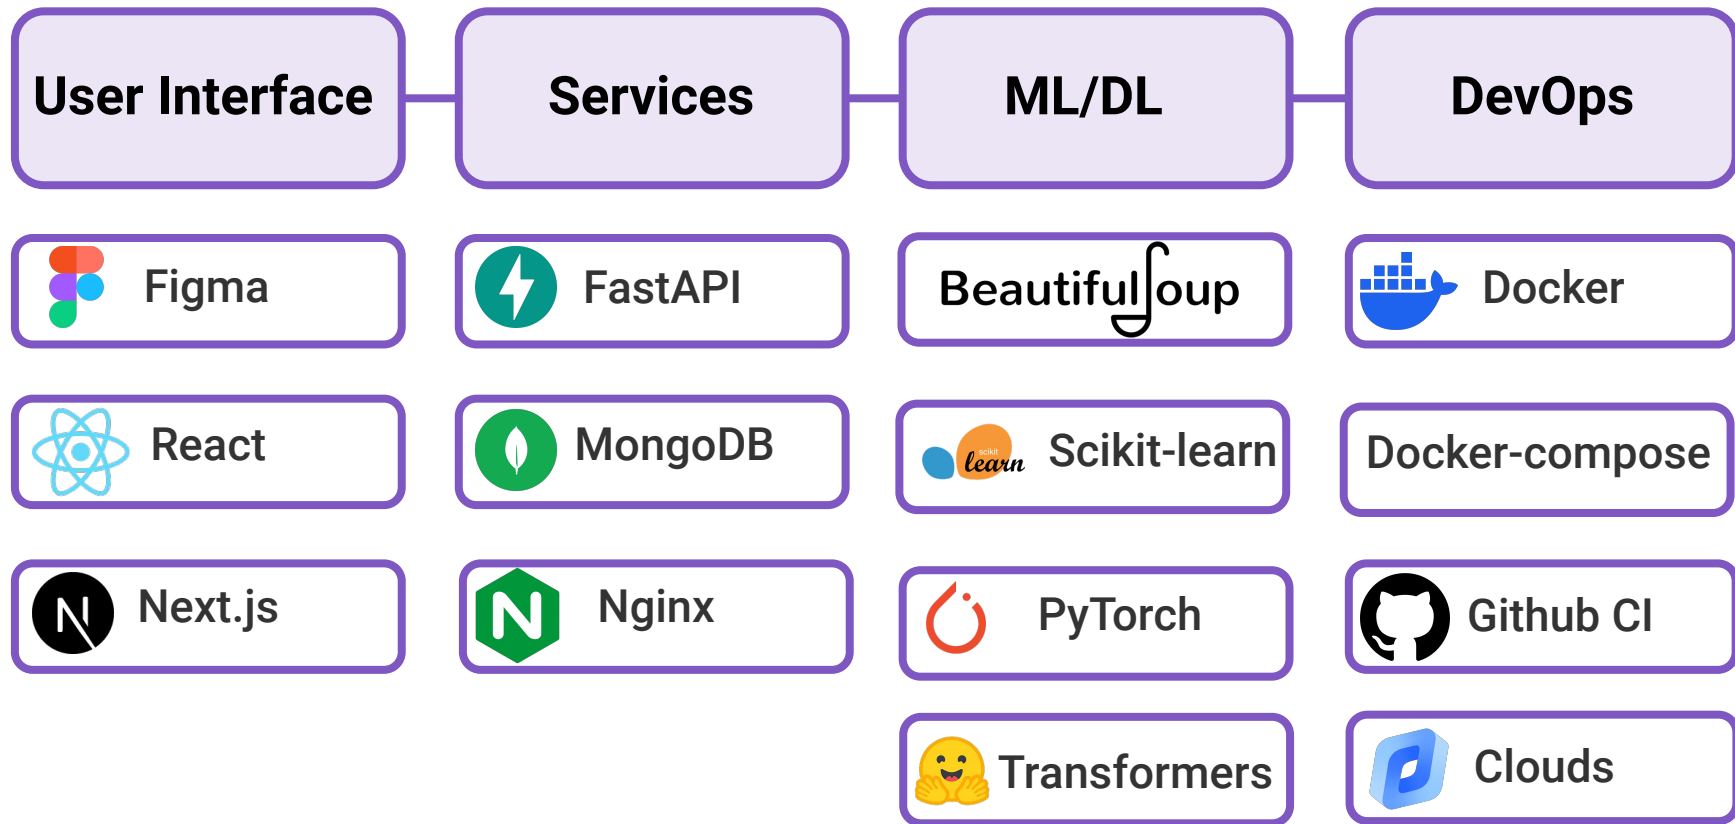 User Interface
Services
ML/DL
DevOps
Figma
FastAPI
BeautifulSoup
Docker
React
MongoDB
scikit
learn
Scikit-learn
Docker-compose
Next.js
Nginx
PyTorch
Github CI
Transformers
Clouds